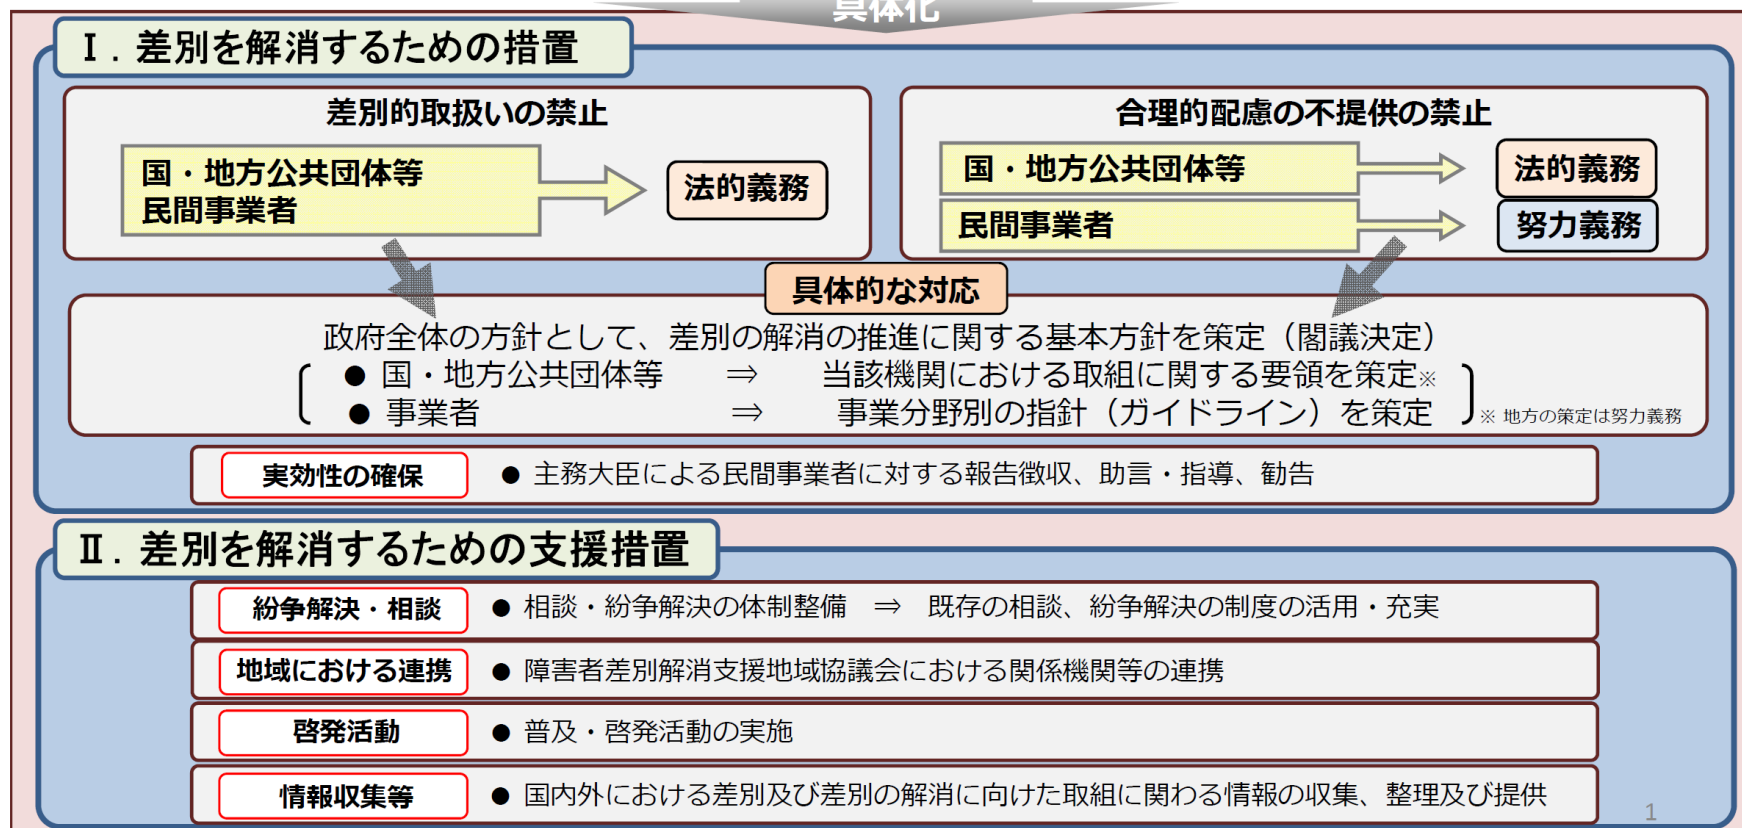 具体化
Ⅰ. 差別を解消するための措置
差別的取扱いの禁止
国・地方公共団体等
民間事業者
法的義務
合理的配慮の不提供の禁止
国・地方公共団体等
法的義務
民間事業者
努力義務
具体的な対応
政府全体の方針として、差別の解消の推進に関する基本方針を策定（閣議決定）
● 国・地方公共団体等 ⇒ 当該機関における取組に関する要領を策定※
● 事業者 ⇒ 事業分野別の指針（ガイドライン）を策定
※ 地方の策定は努力義務
実効性の確保
● 主務大臣による民間事業者に対する報告徴収、助言・指導、勧告
Ⅱ. 差別を解消するための支援措置
紛争解決・相談
● 相談・紛争解決の体制整備 ⇒ 既存の相談、紛争解決の制度の活用・充実
地域における連携
● 障害者差別解消支援地域協議会における関係機関等の連携
啓発活動
● 普及・啓発活動の実施
情報収集等
● 国内外における差別及び差別の解消に向けた取組に関わる情報の収集、整理及び提供
1